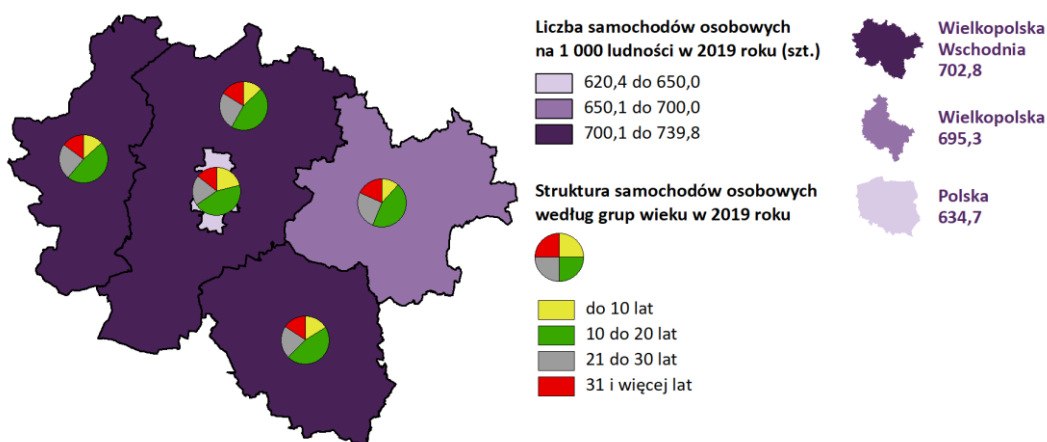 Liczba samochodów osobowych
na 1 000 ludności w 2019 roku (szt.)
620,4 do 650,0
650,1 do 700,0
700,1 do 739,8
Struktura samochodów osobowych
według grup wieku w 2019 roku
do 10 lat
10 do 20 lat
21 do 30 lat
31 i więcej lat
Wielkopolska
Wschodnia
702,8
Wielkopolska
695,3
Polska
634,7